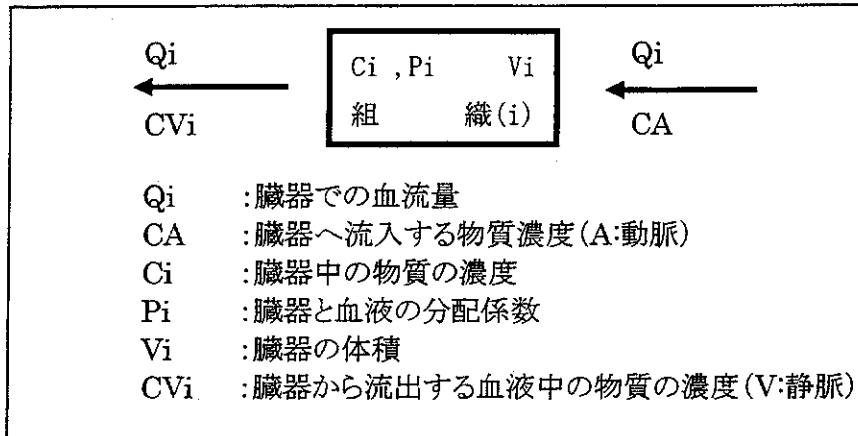 Qi Ci ,Pi Vi Qi
CVi 組 織(i) CA
Qi :臓器での血流量
CA :臓器へ流入する物質濃度(A:動脈)
Ci :臓器中の物質の濃度
Pi :臓器と血液の分配係数
Vi :臓器の体積
CVi :臓器から流出する血液中の物質の濃度(V:静脈)